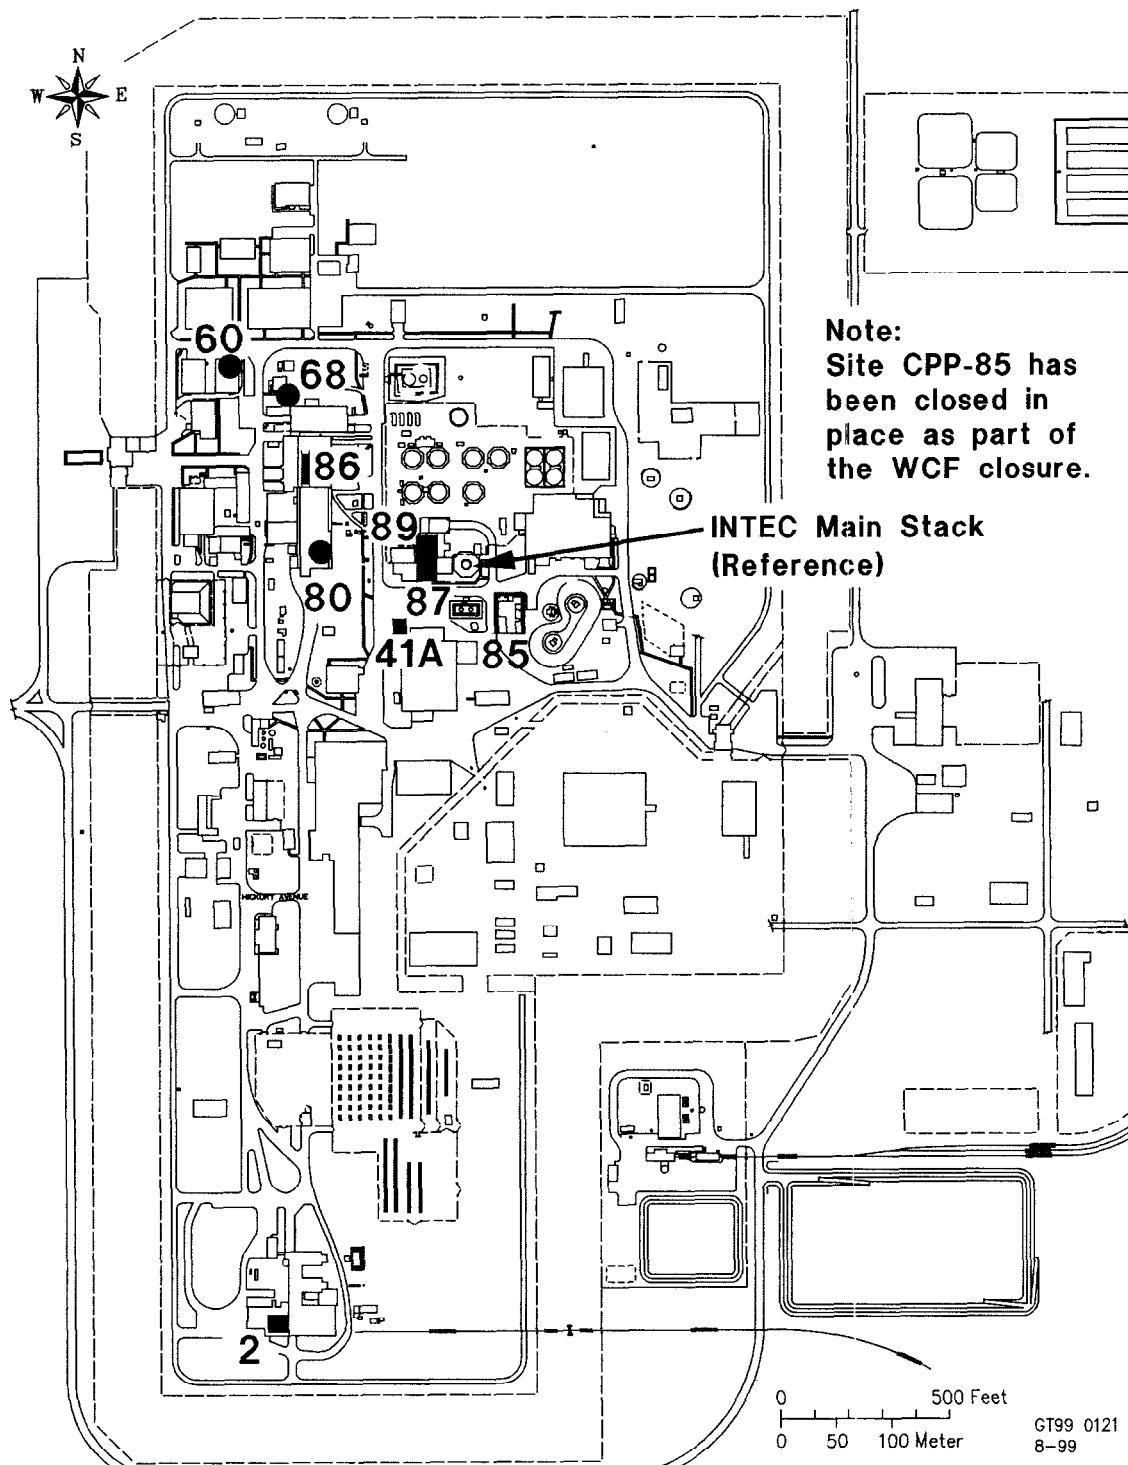 N
W E
S
Note:
Site CPP-85 has
been closed in
place as part of
the WCF closure.
60
68
86
89
INTEC Main Stack
(Reference)
80
87
41A
85
HICKORY AVENUE
2
0 500 Feet
0 50 100 Meter
GT99 0121
8-99